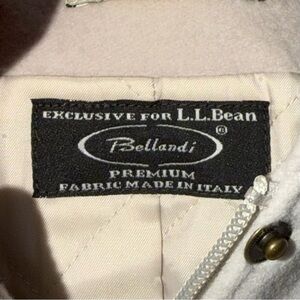 EXCLUSIVE FOR L.L.Bean
Bellandi ®
PREMIUM
FABRIC MADE IN ITALY